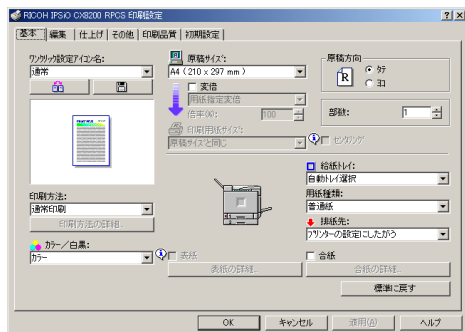 RICOH IPSiO CX8200 RPCS 印刷設定
基本 編集 仕上げ その他 印刷品質 初期設定
ワンクリック設定アイコン名:
通常
原稿サイズ:
A4 (210 x 297 mm)
変倍
用紙指定変倍
倍率(%): 100
印刷用紙サイズ:
原稿サイズと同じ
原稿方向
R
タテ
ヨコ
部数: 1
センタリング
印刷方法:
通常印刷
印刷方法の詳細...
カラー/白黒:
カラー
給紙トレイ:
自動トレイ選択
用紙種類:
普通紙
排紙先:
プリンターの設定にしたがう
表紙
表紙の詳細...
合紙
合紙の詳細...
標準に戻す
OK キャンセル 適用(A) ヘルプ